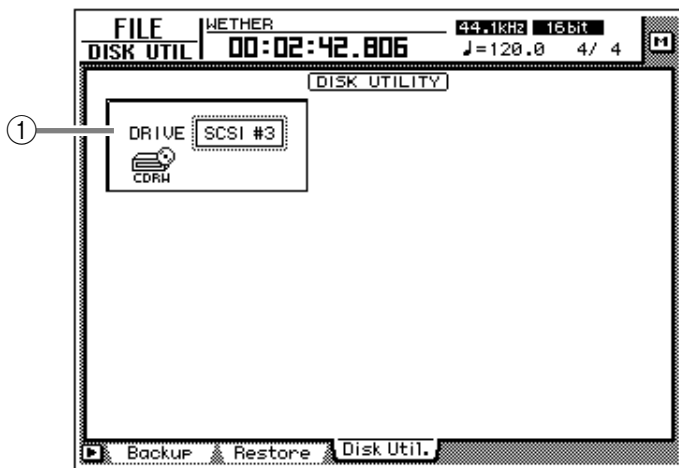 FILE
DISK UTIL
WETHER
00:02:42.806
44.1kHz 16bit
♩=120.0 4/ 4
M
DISK UTILITY
1
DRIVE SCSI #3
CDRW
Backup Restore Disk Util.